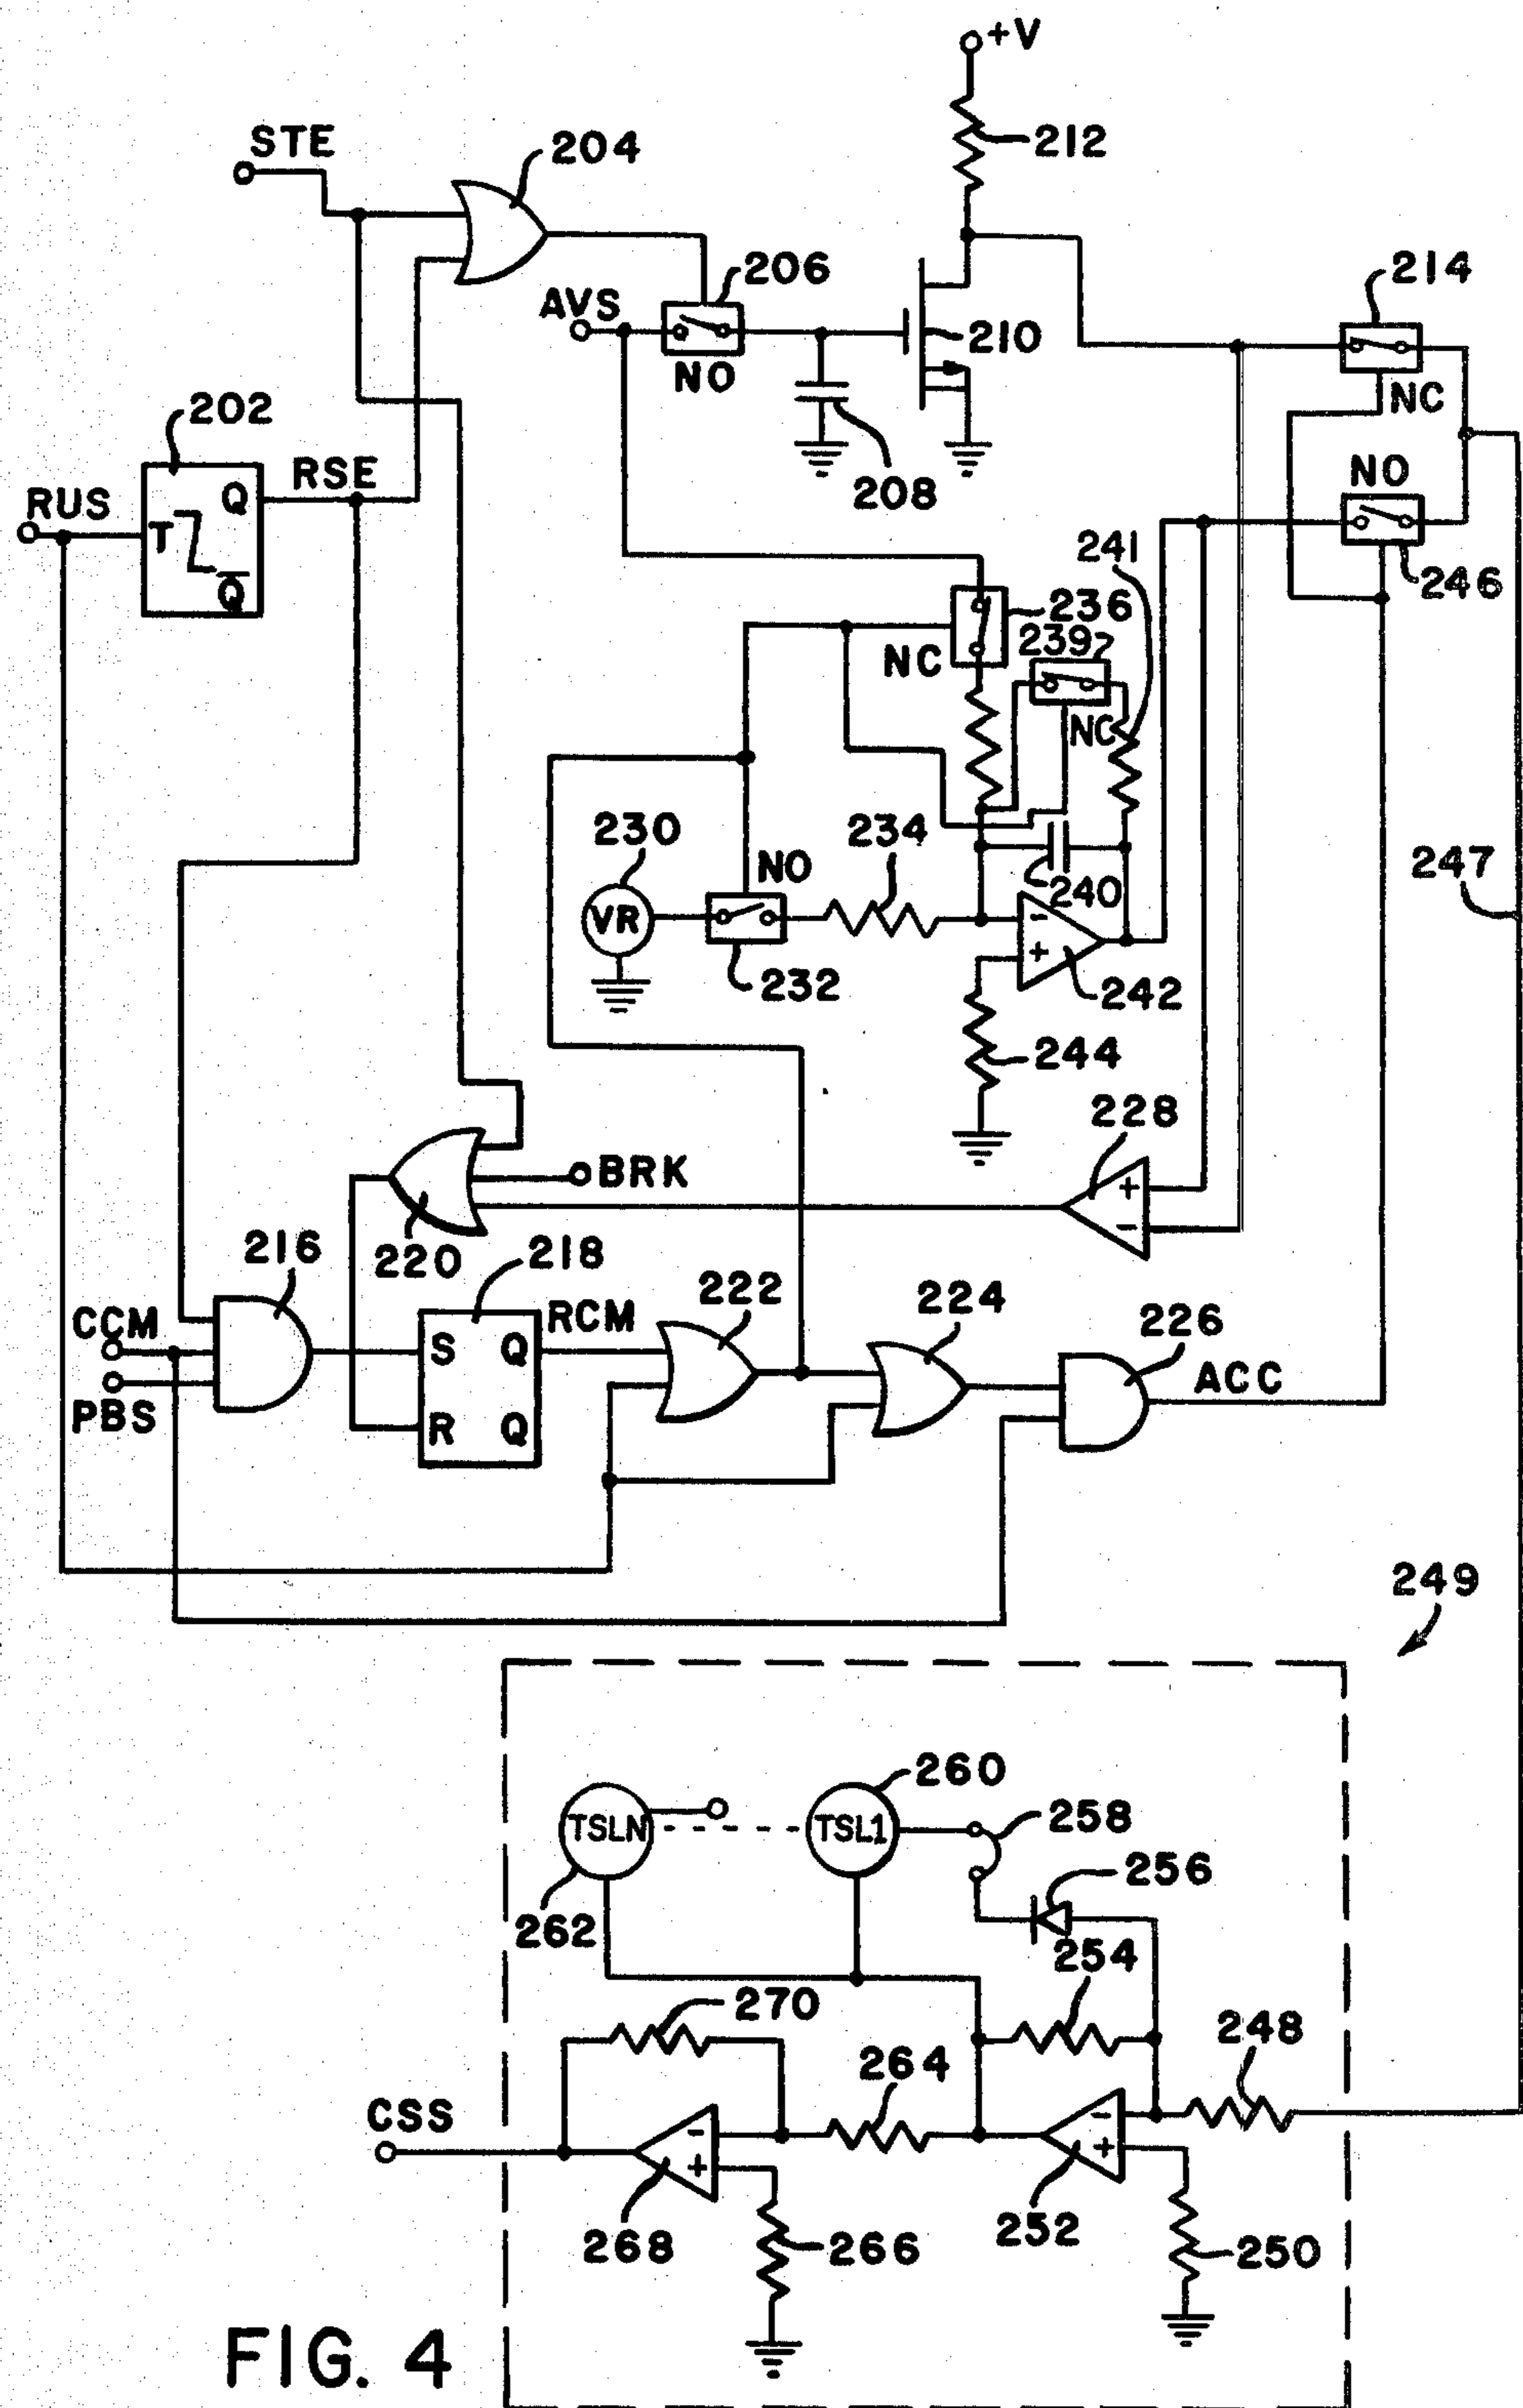 +V
212
STE
204
206
214
AVS
210
NO
NC
202
208
RSE
NO
RUS
Q
T
241
246
Q̅
236
239
NC
NC
247
230
234
NO
240
VR
-
+
232
242
244
228
BRK
+
-
216
220
218
222
224
CCM
RCM
226
S
Q
ACC
PBS
R
Q
249
260
TSLN
TSL1
258
256
262
254
270
248
264
CSS
-
+
-
+
268
266
252
250
FIG. 4